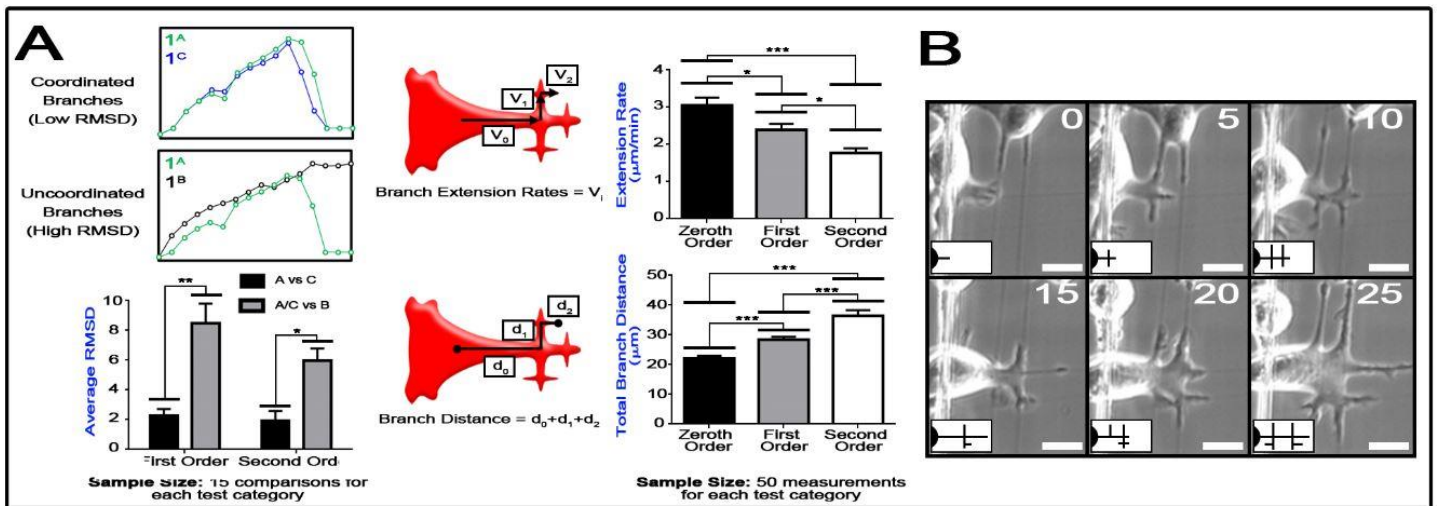 A
1A
1C
Coordinated
Branches
(Low RMSD)
1A
1B
Uncoordinated
Branches
(High RMSD)
A vs C
A/C vs B
**
*
10
8
6
4
2
0
Average RMSD
First Order
Second Orde
Sample Size: 15 comparisons for
each test category
V0
V1
V2
Branch Extension Rates = Vi
d0
d1
d2
Branch Distance = d0+d1+d2
***
*
*
4
3
2
1
0
Extension Rate
(μm/min)
Zeroth
Order
First
Order
Second
Order
***
***
***
50
40
30
20
10
0
Total Branch Distance
(μm)
Zeroth
Order
First
Order
Second
Order
Sample Size: 50 measurements
for each test category
B
0
5
10
15
20
25